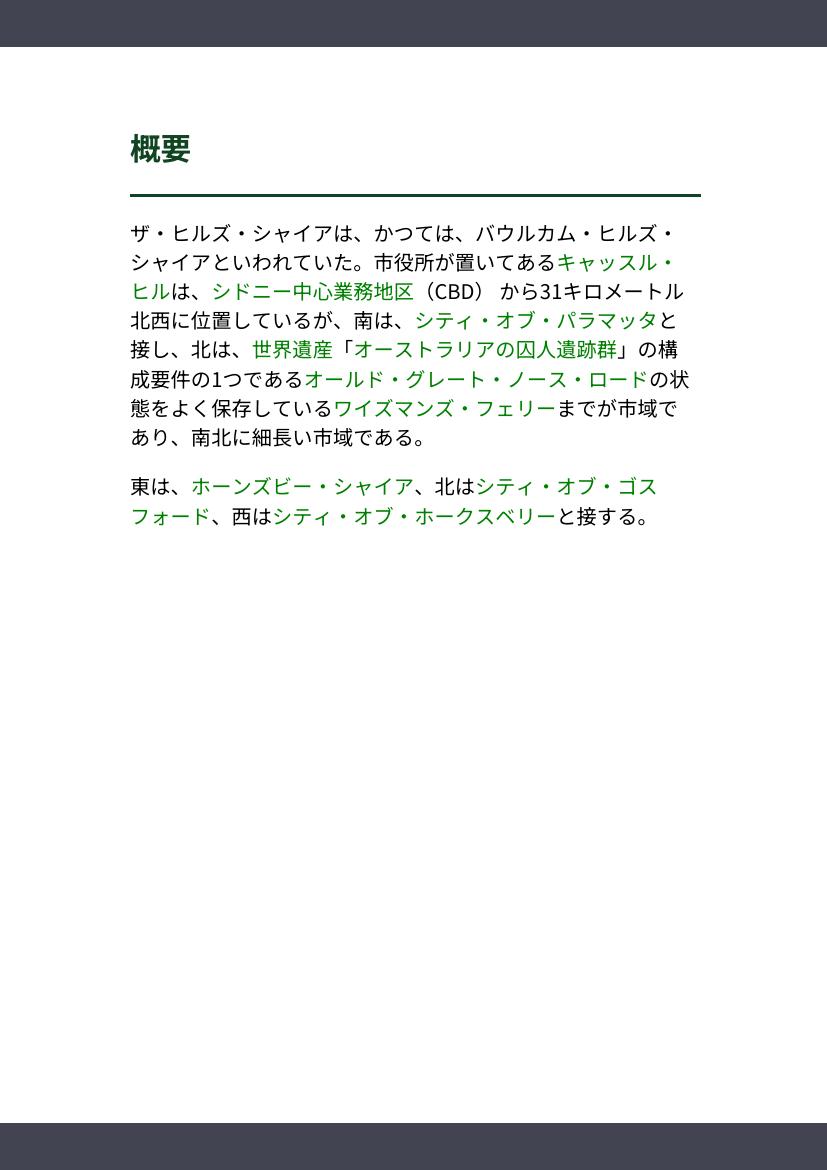 概要
ザ・ヒルズ・シャイアは、かつては、バウルカム・ヒルズ・
シャイアといわれていた。市役所が置いてあるキャッスル・
ヒルは、シドニー中心業務地区（CBD） から31キロメートル
北西に位置しているが、南は、シティ・オブ・パラマッタと
接し、北は、世界遺産「オーストラリアの囚人遺跡群」の構
成要件の1つであるオールド・グレート・ノース・ロードの状
態をよく保存しているワイズマンズ・フェリーまでが市域で
あり、南北に細長い市域である。
東は、ホーンズビー・シャイア、北はシティ・オブ・ゴス
フォード、西はシティ・オブ・ホークスベリーと接する。